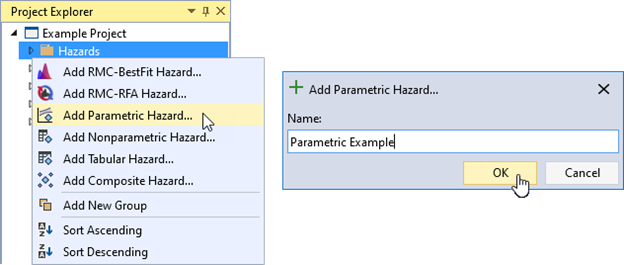 Project Explorer
Example Project
Hazards
Add RMC-BestFit Hazard...
Add RMC-RFA Hazard...
Add Parametric Hazard...
Add Nonparametric Hazard...
Add Tabular Hazard...
Add Composite Hazard...
Add New Group
Sort Ascending
Sort Descending
Add Parametric Hazard...
Name:
Parametric Example
OK Cancel